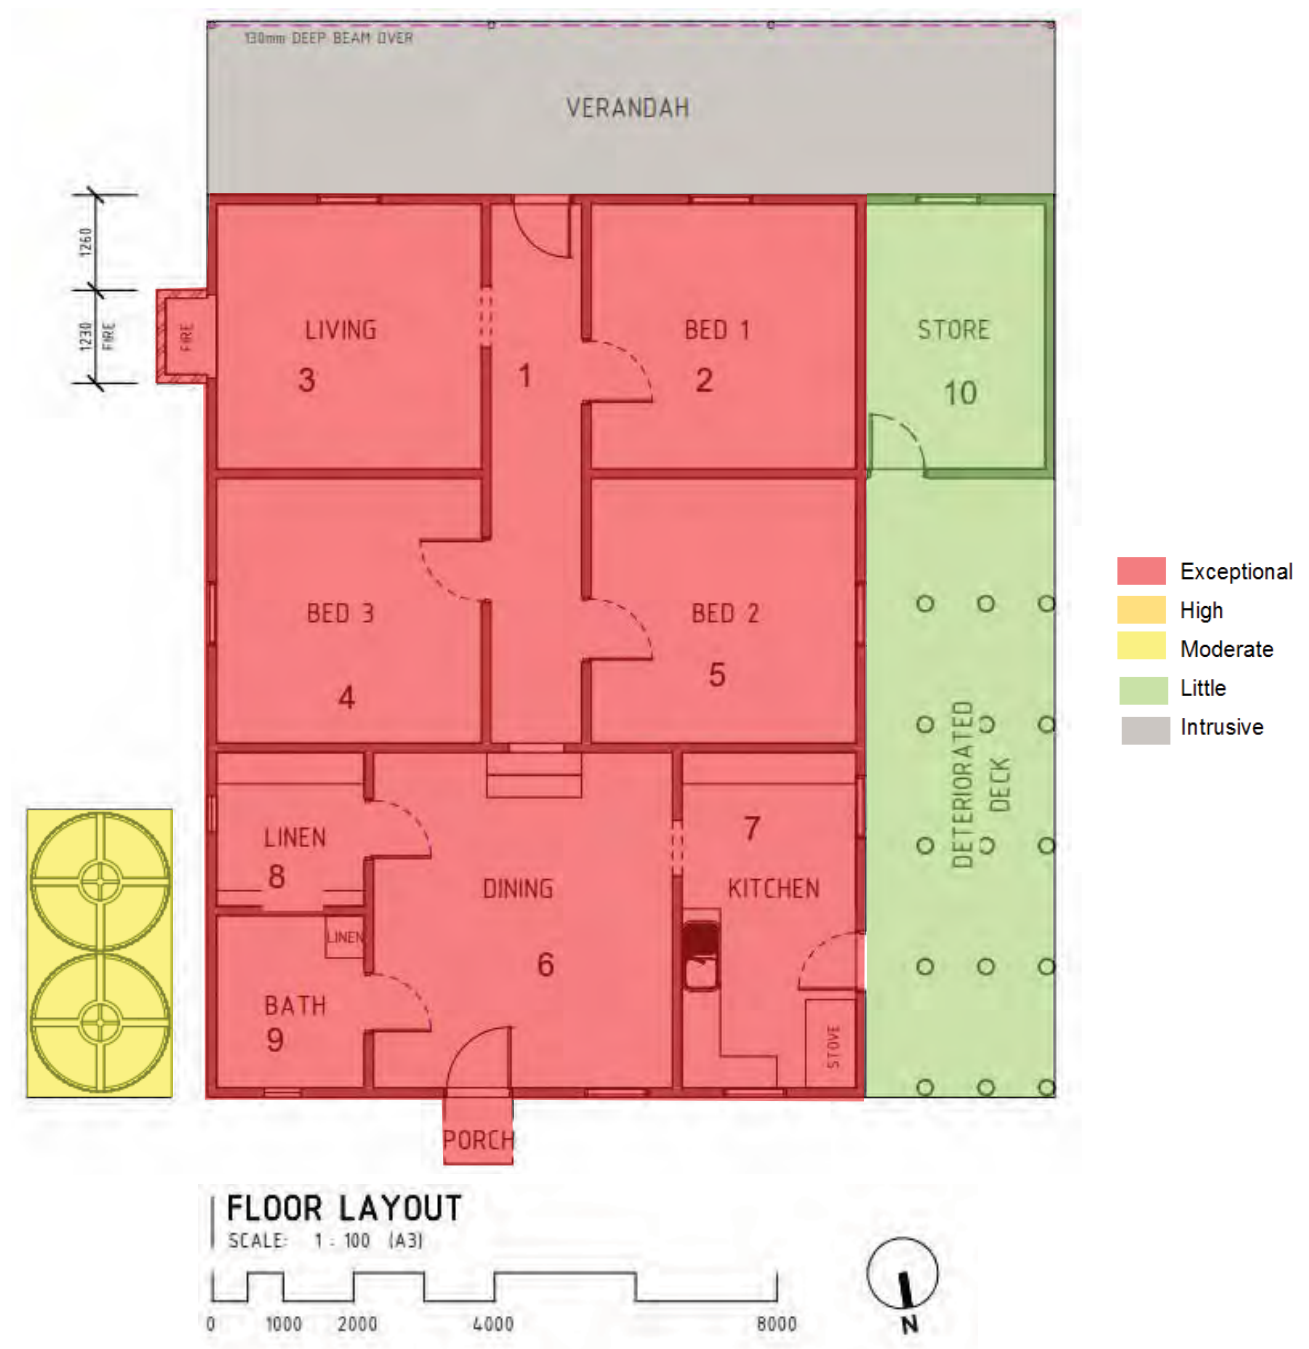 130mm DEEP BEAM OVER
VERANDAH
1260
1230
FIRE
FIRE
LIVING
3
1
BED 1
2
STORE
10
BED 3
4
BED 2
5
Exceptional
High
Moderate
Little
Intrusive
DETERIORATED
DECK
LINEN
8
DINING
6
7
KITCHEN
LINEN
BATH
9
STOVE
PORCH
FLOOR LAYOUT
SCALE: 1 : 100 (A3)
0 1000 2000 4000 8000
N